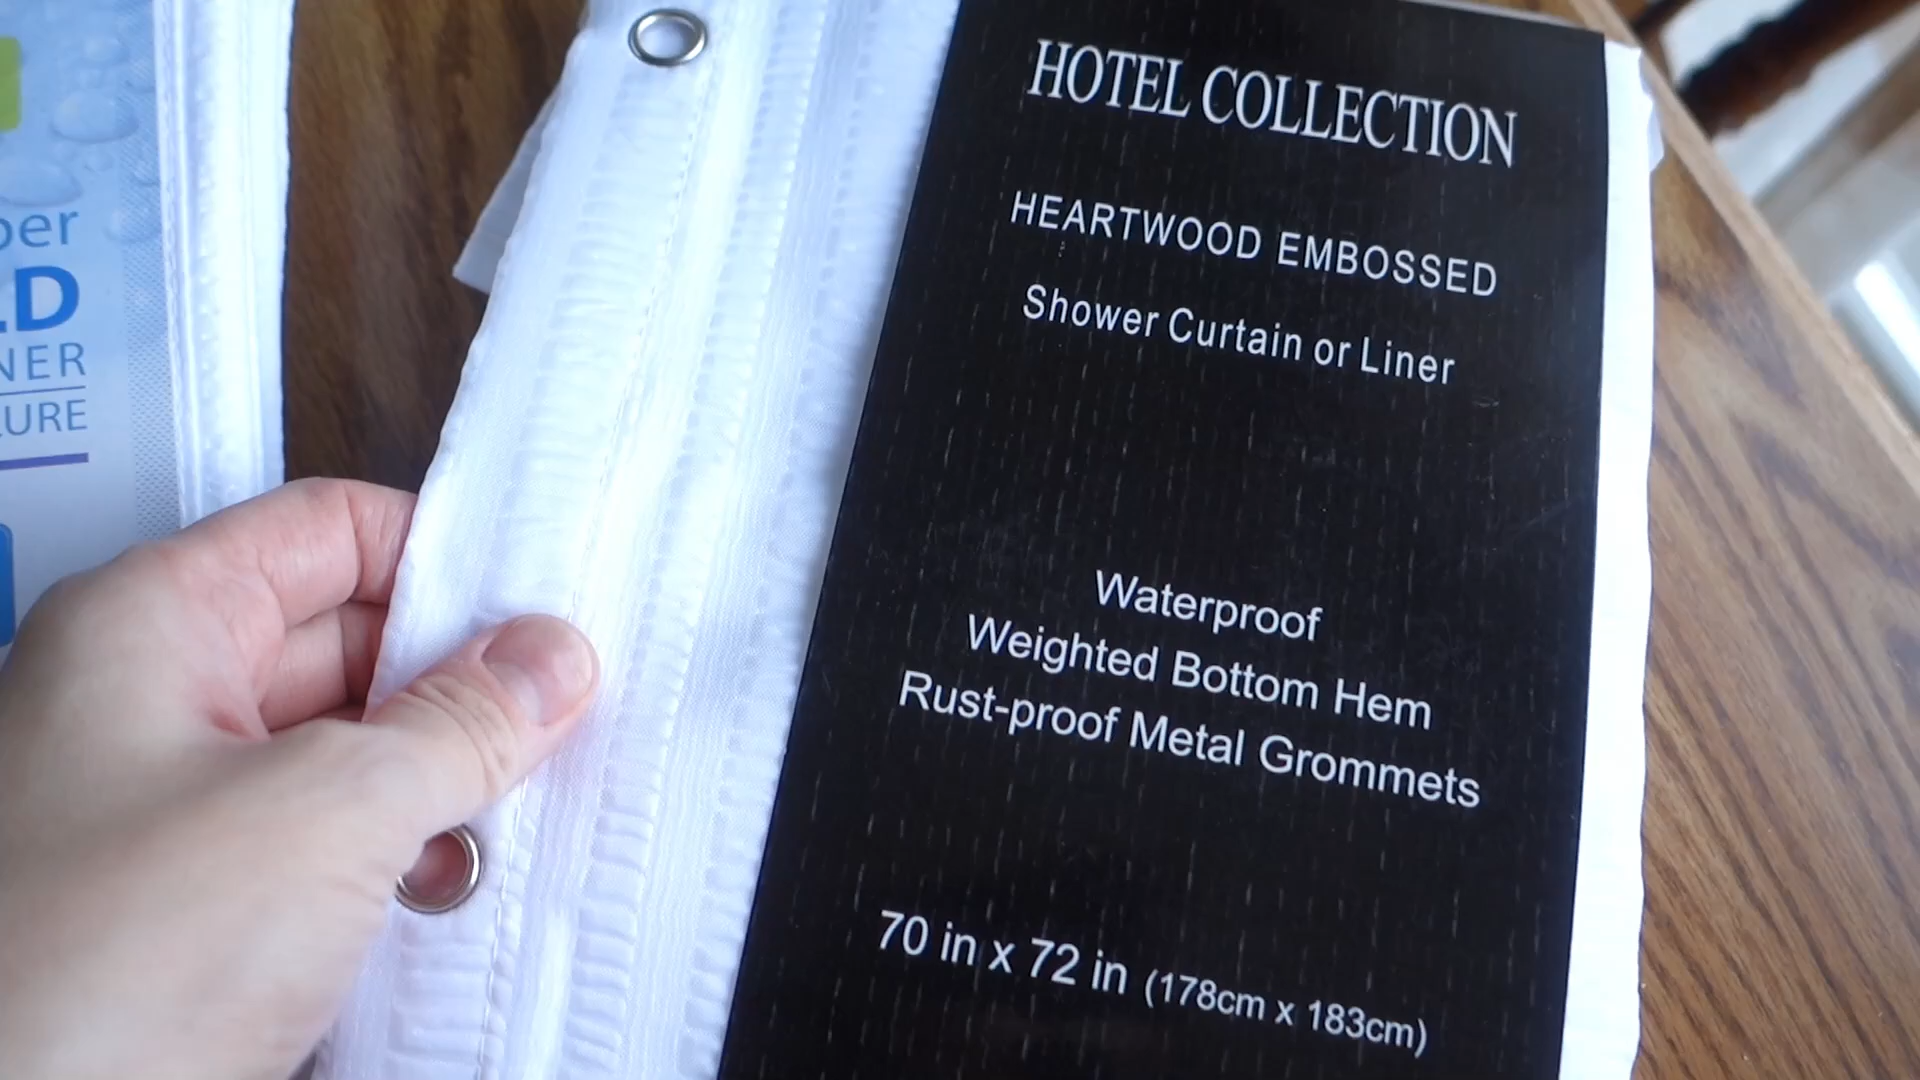 HOTEL COLLECTION
HEARTWOOD EMBOSSED
Shower Curtain or Liner
Waterproof
Weighted Bottom Hem
Rust-proof Metal Grommets
70 in x 72 in (178cm x 183cm)